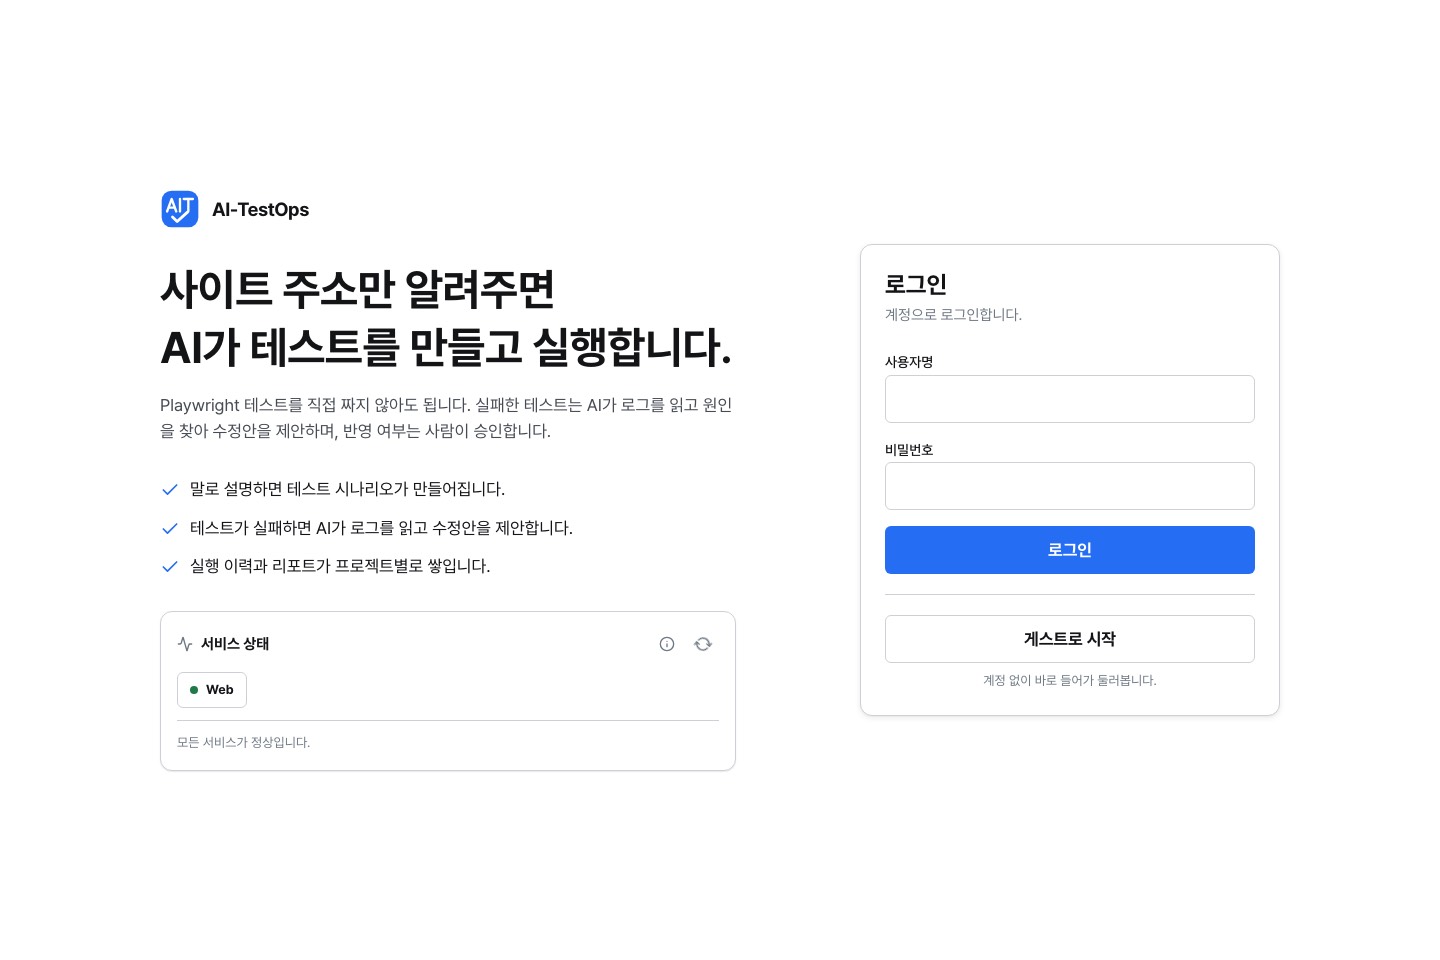 AIT
AI-TestOps
사이트 주소만 알려주면
AI가 테스트를 만들고 실행합니다.
Playwright 테스트를 직접 짜지 않아도 됩니다. 실패한 테스트는 AI가 로그를 읽고 원인
을 찾아 수정안을 제안하며, 반영 여부는 사람이 승인합니다.
말로 설명하면 테스트 시나리오가 만들어집니다.
테스트가 실패하면 AI가 로그를 읽고 수정안을 제안합니다.
실행 이력과 리포트가 프로젝트별로 쌓입니다.
서비스 상태
Web
모든 서비스가 정상입니다.
로그인
계정으로 로그인합니다.
사용자명
비밀번호
로그인
게스트로 시작
계정 없이 바로 들어가 둘러봅니다.